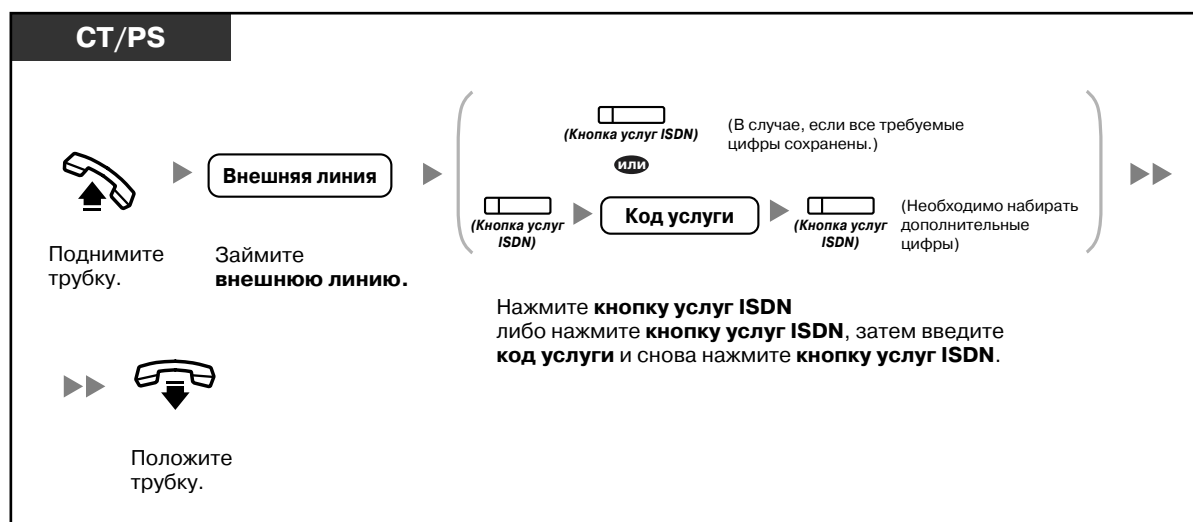 СТ/PS
(Кнопка услуг ISDN)
(В случае, если все требуемые
цифры сохранены.)
или
Внешняя линия
(Кнопка услуг
ISDN)
Код услуги
(Кнопка услуг
ISDN)
(Необходимо набирать
дополнительные
цифры)
Поднимите
трубку.
Займите
внешнюю линию.
Нажмите кнопку услуг ISDN
либо нажмите кнопку услуг ISDN, затем введите
код услуги и снова нажмите кнопку услуг ISDN.
Положите
трубку.